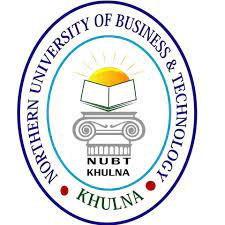 NORTHERN UNIVERSITY OF BUSINESS & TECHNOLOGY
NUBT
KHULNA
KHULNA